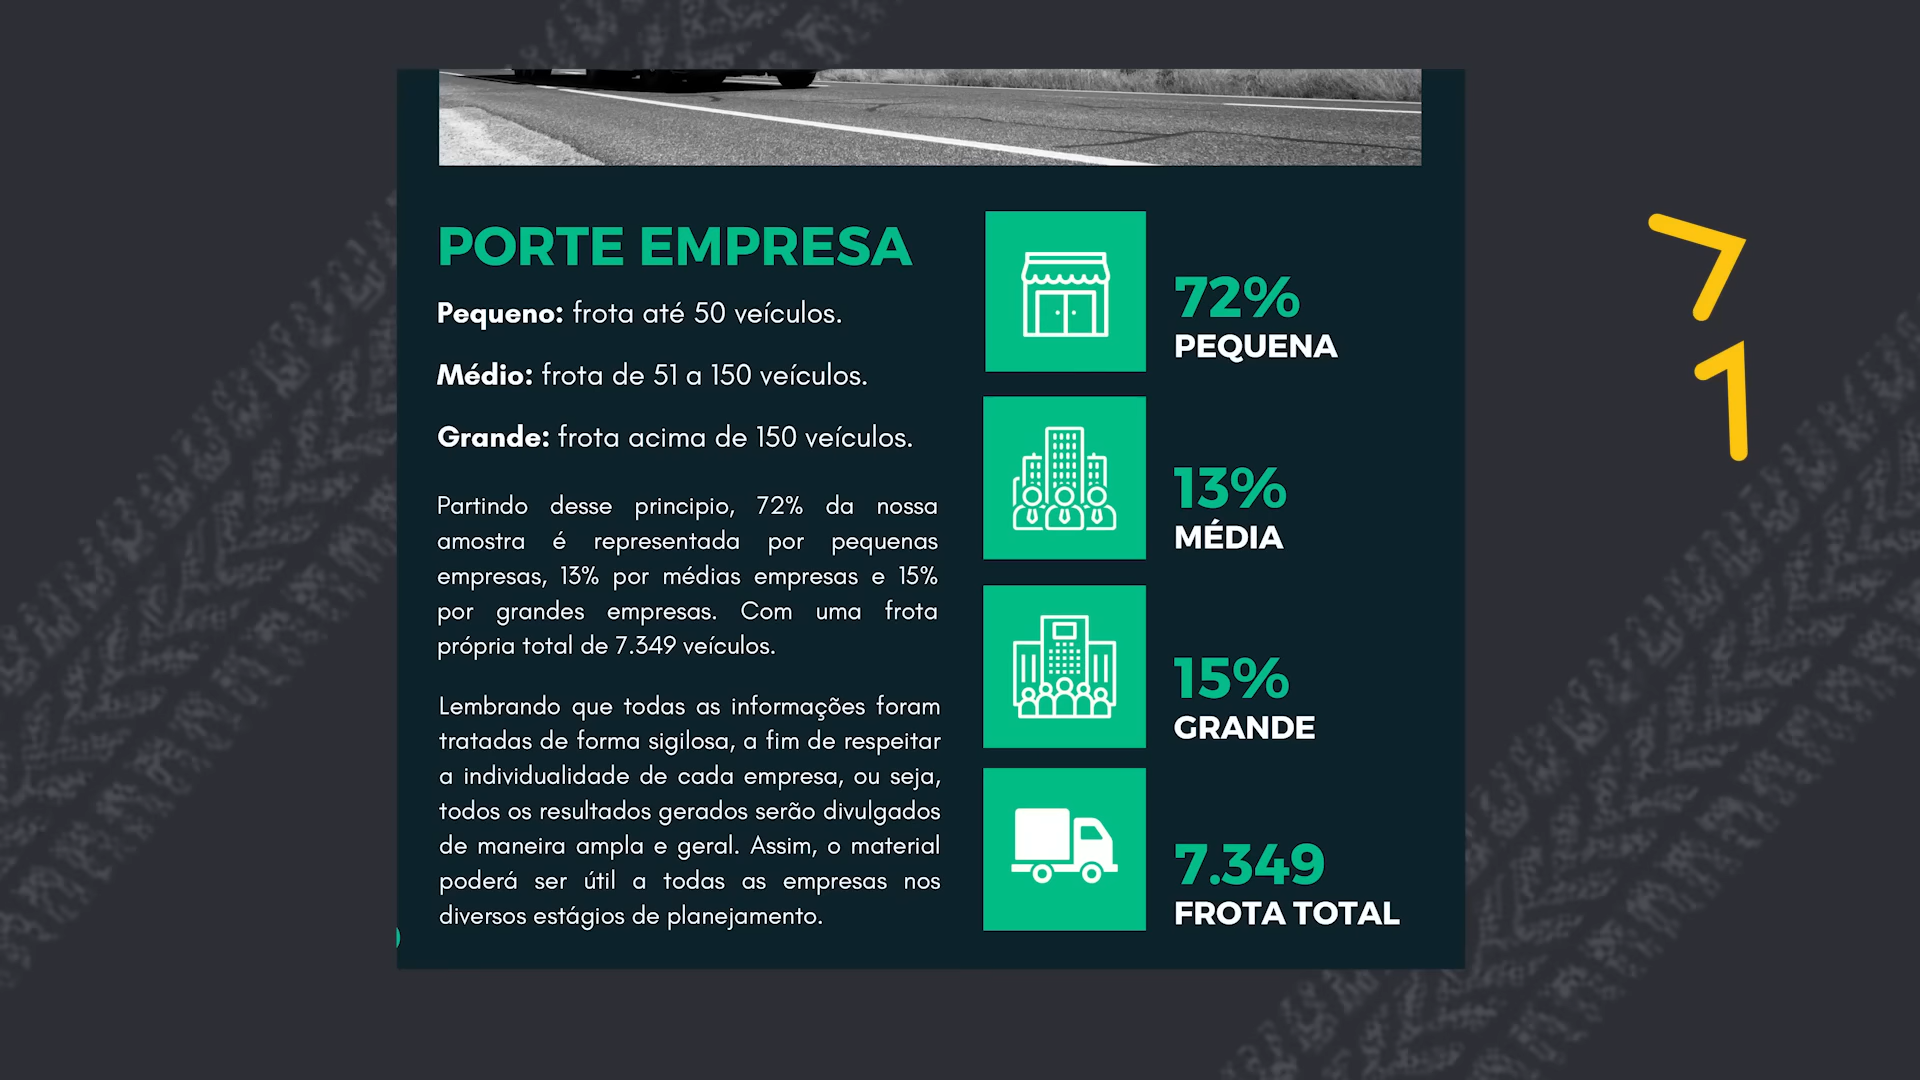 PORTE EMPRESA
Pequeno: frota até 50 veículos.
Médio: frota de 51 a 150 veículos.
Grande: frota acima de 150 veículos.
Partindo desse principio, 72% da nossa
amostra é representada por pequenas
empresas, 13% por médias empresas e 15%
por grandes empresas. Com uma frota
própria total de 7.349 veículos.
Lembrando que todas as informações foram
tratadas de forma sigilosa, a fim de respeitar
a individualidade de cada empresa, ou seja,
todos os resultados gerados serão divulgados
de maneira ampla e geral. Assim, o material
poderá ser útil a todas as empresas nos
diversos estágios de planejamento.
72%
PEQUENA
13%
MÉDIA
15%
GRANDE
7.349
FROTA TOTAL